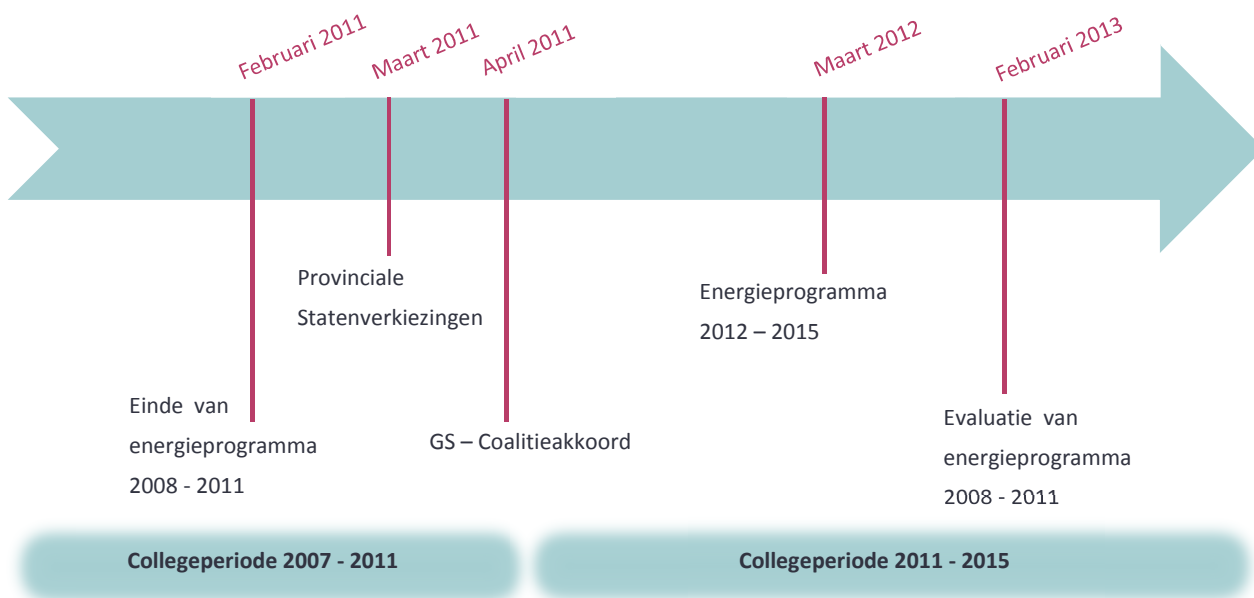 Februari 2011
Maart 2011
April 2011
Maart 2012
Februari 2013
Provinciale
Statenverkiezingen
Energieprogramma
2012 – 2015
Einde van
energieprogramma
2008 - 2011
GS – Coalitieakkoord
Evaluatie van
energieprogramma
2008 - 2011
Collegeperiode 2007 - 2011
Collegeperiode 2011 - 2015